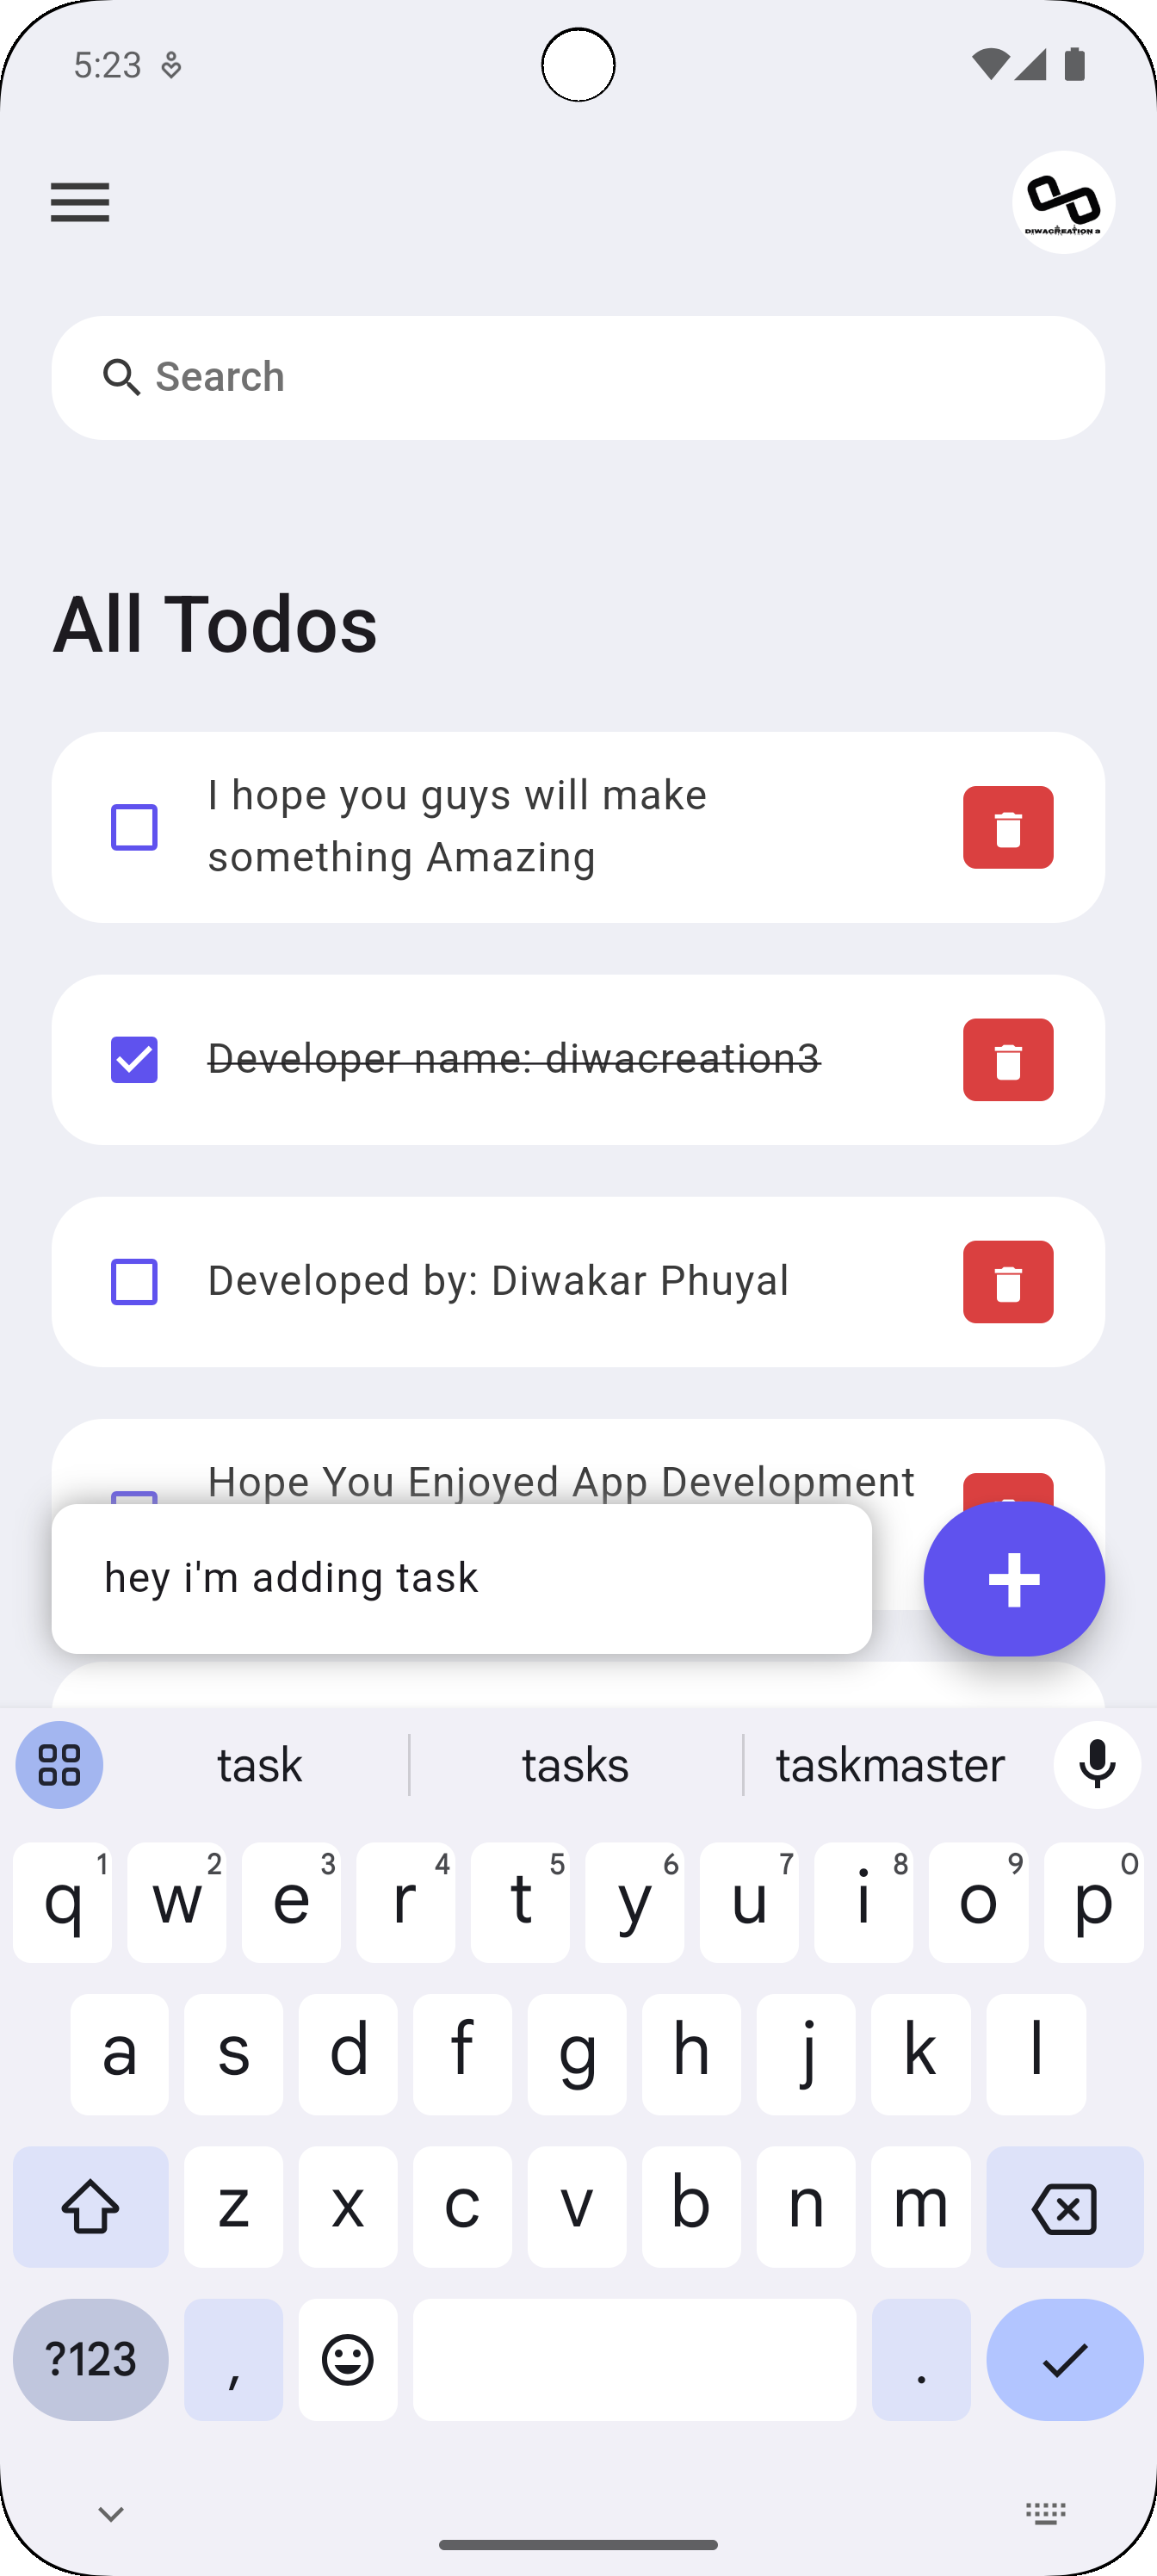 5:23
DIWACREATION 3
Search
All Todos
I hope you guys will make
something Amazing
Developer name: diwacreation3
Developed by: Diwakar Phuyal
Hope You Enjoyed App Development
hey i'm adding task
+
task tasks taskmaster
q 1 w 2 e 3 r 4 t 5 y 6 u 7 i 8 o 9 p 0
a s d f g h j k l
z x c v b n m
?123 , .